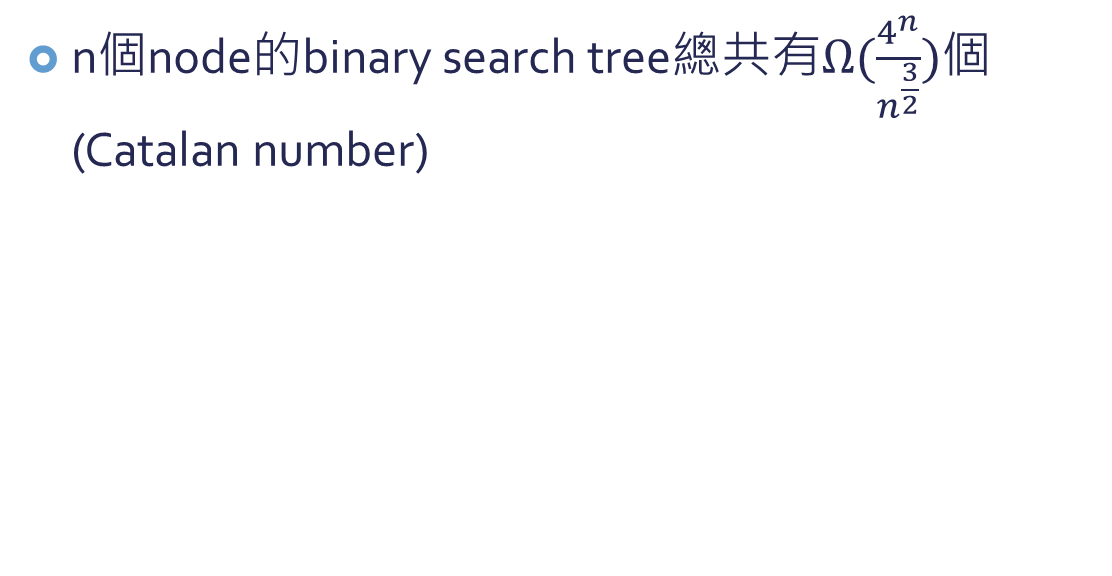 n個node的binary search tree總共有Ω(4ⁿ/n^(3/2))個
(Catalan number)